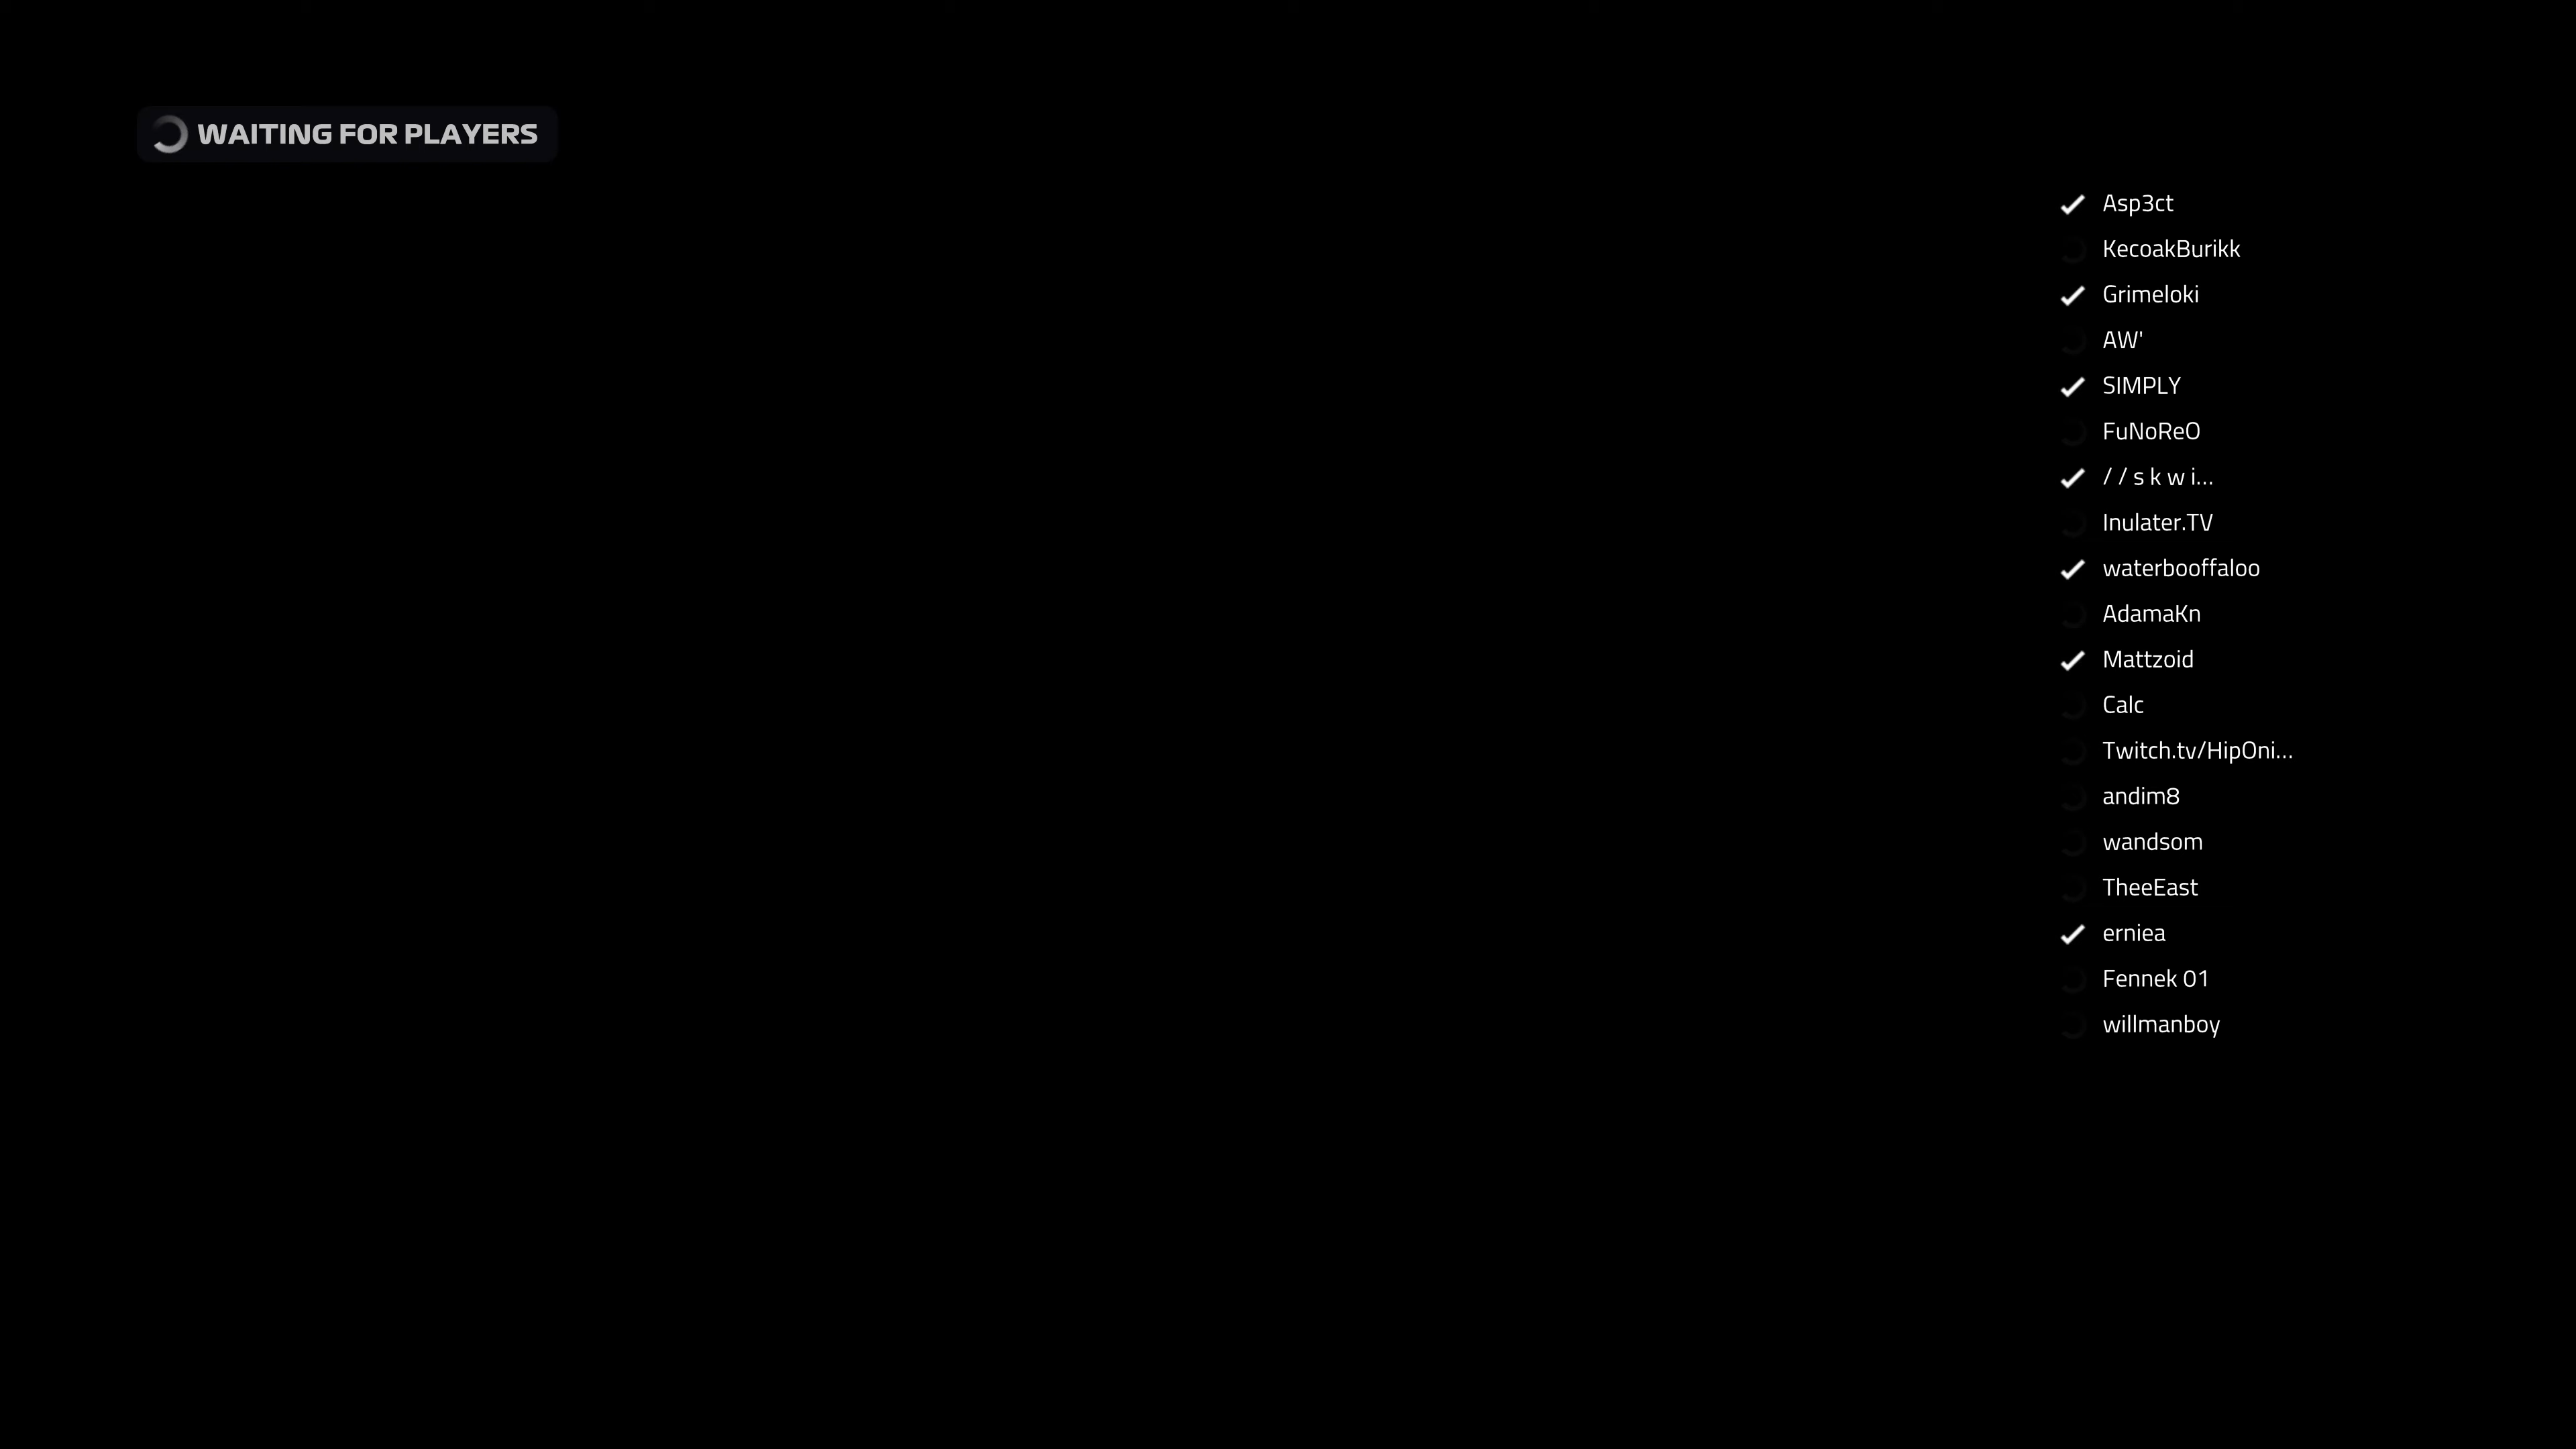 WAITING FOR PLAYERS
Asp3ct
KecoakBurikk
Grimeloki
AW'
SIMPLY
FuNoReO
/ / s k w i...
Inulater.TV
waterbooffaloo
AdamaKn
Mattzoid
Calc
Twitch.tv/HipOni...
andim8
wandsom
TheeEast
erniea
Fennek 01
willmanboy